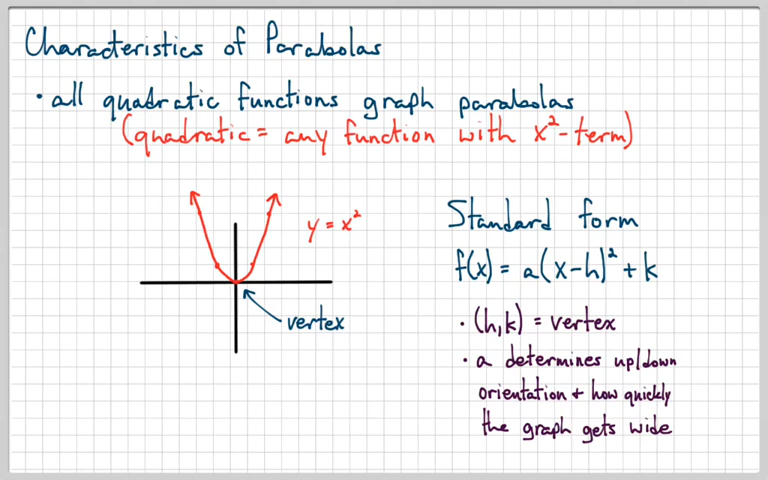 Characteristics of Parabolas
• all quadratic functions graph parabolas
(quadratic = any function with x²-term)
y = x²
vertex
Standard form
f(x) = a(x-h)² + k
• (h,k) = vertex
• a determines up/down
orientation + how quickly
the graph gets wide